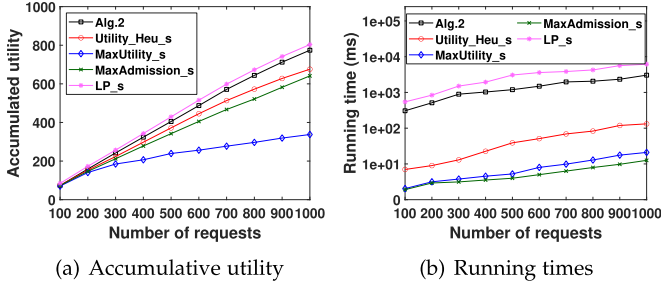 1000
800
600
400
200
0
Accumulated utility
Alg.2
Utility_Heu_s
MaxUtility_s
MaxAdmission_s
LP_s
100 200 300 400 500 600 700 800 900 1000
Number of requests
(a) Accumulative utility
1e+05
1e+04
1e+03
1e+02
1e+01
0
Running time (ms)
Alg.2
Utility_Heu_s
MaxUtility_s
MaxAdmission_s
LP_s
100 200 300 400 500 600 700 800 900 1000
Number of requests
(b) Running times